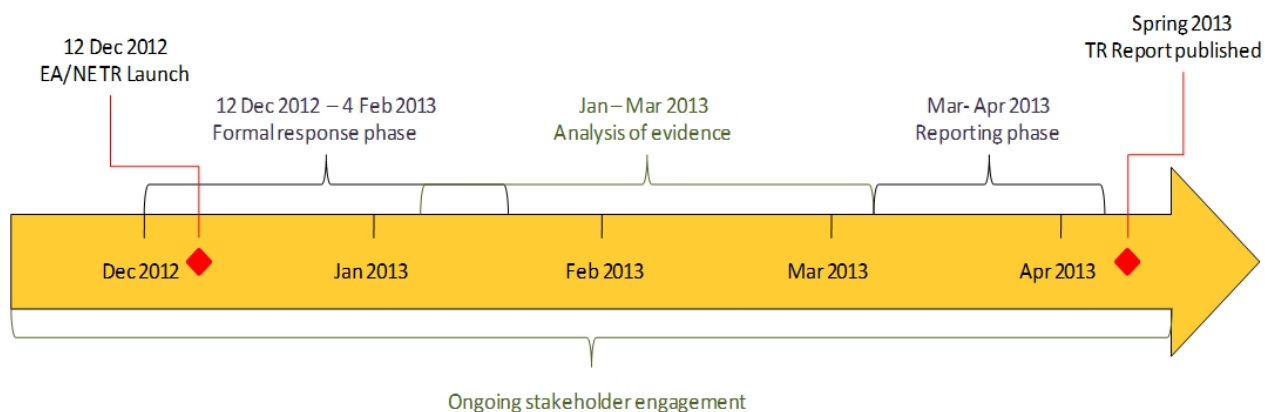 Spring 2013
TR Report published
12 Dec 2012
EA/NETR Launch
12 Dec 2012 – 4 Feb 2013
Formal response phase
Jan – Mar 2013
Analysis of evidence
Mar- Apr 2013
Reporting phase
Dec 2012
Jan 2013
Feb 2013
Mar 2013
Apr 2013
Ongoing stakeholder engagement